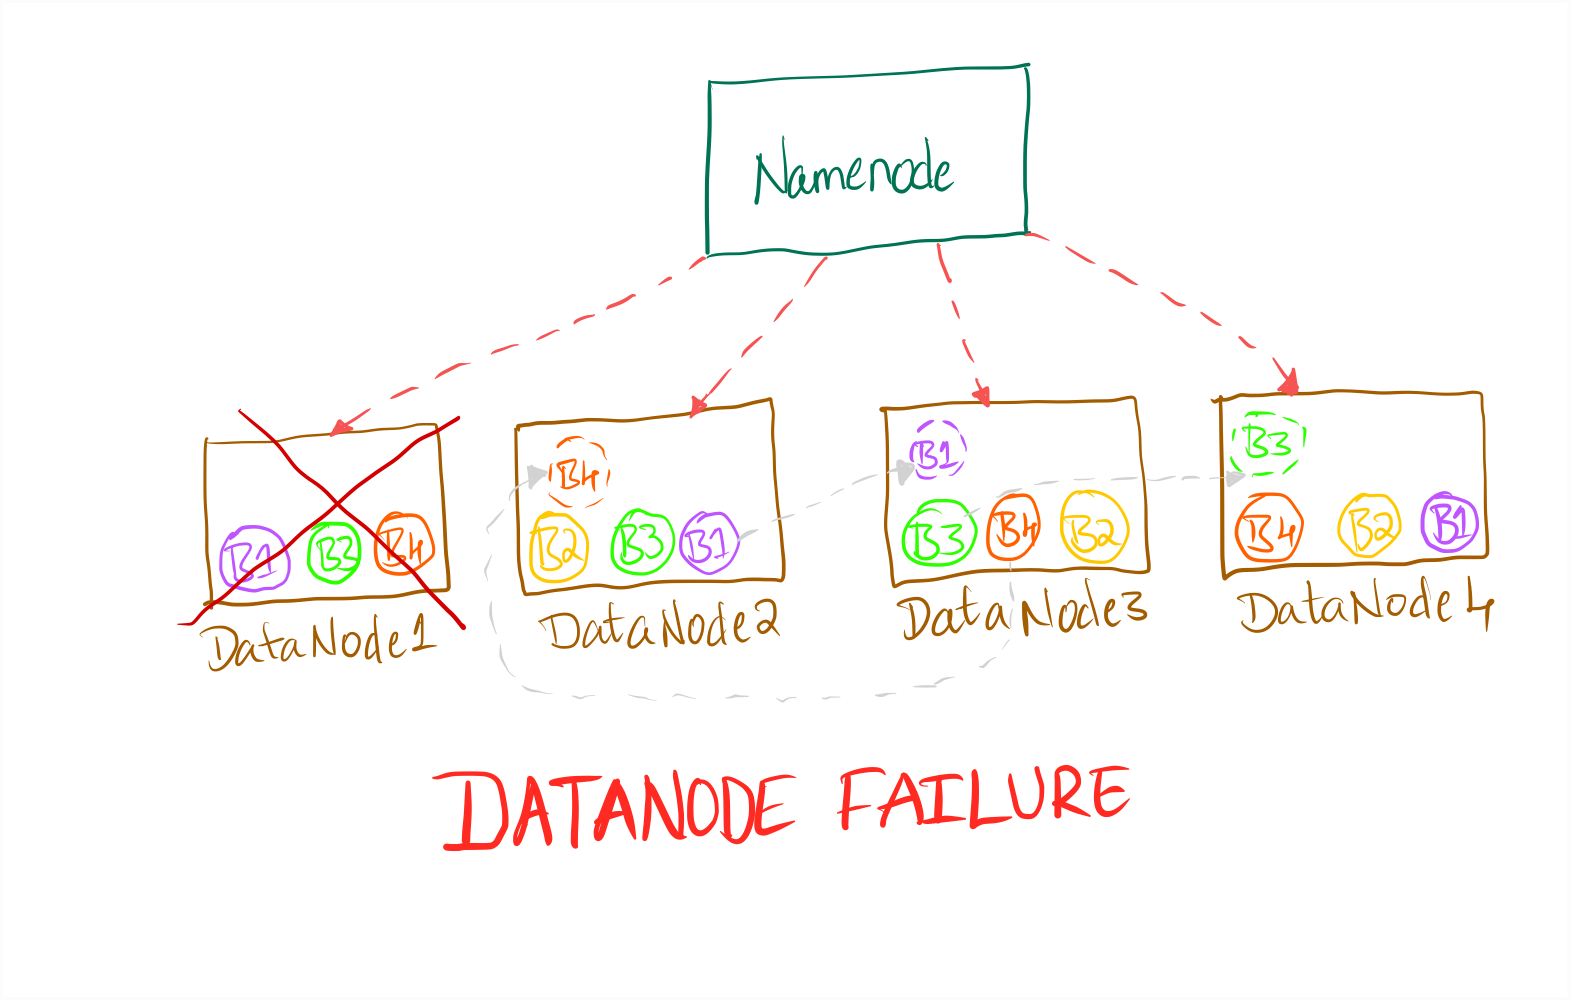 Namenode
B4
B1
B3
B1 B3 B4
B2 B3 B1
B3 B4 B2
B4 B2 B1
DataNode1
DataNode2
DataNode3
DataNode4
DATANODE FAILURE